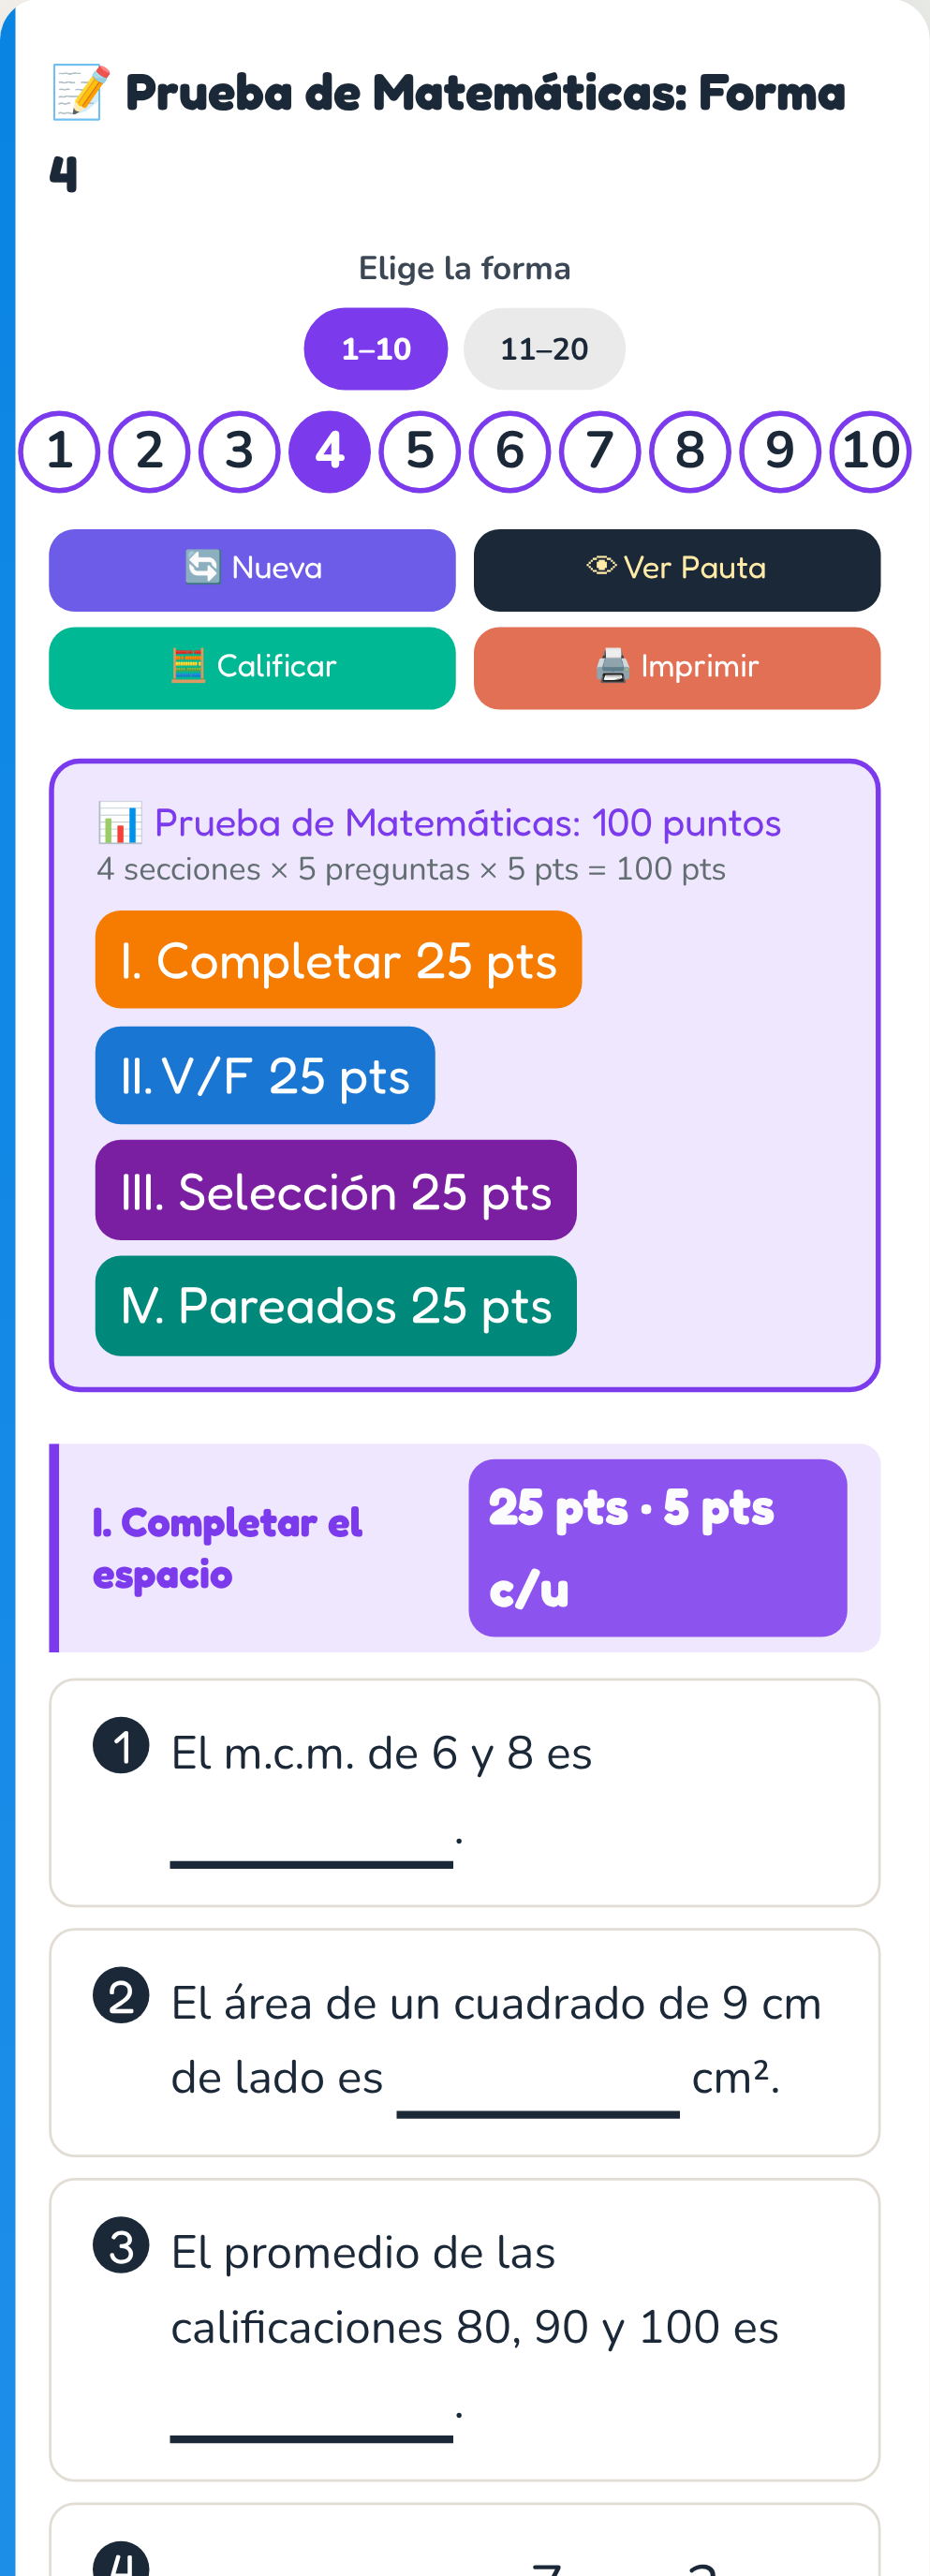 Prueba de Matemáticas: Forma
4
Elige la forma
1–10 11–20
1 2 3 4 5 6 7 8 9 10
Nueva Ver Pauta
Calificar Imprimir
Prueba de Matemáticas: 100 puntos
4 secciones × 5 preguntas × 5 pts = 100 pts
I. Completar 25 pts
II. V/F 25 pts
III. Selección 25 pts
IV. Pareados 25 pts
I. Completar el
espacio
25 pts · 5 pts
c/u
1 El m.c.m. de 6 y 8 es
__________.
2 El área de un cuadrado de 9 cm
de lado es __________ cm².
3 El promedio de las
calificaciones 80, 90 y 100 es
__________.
4